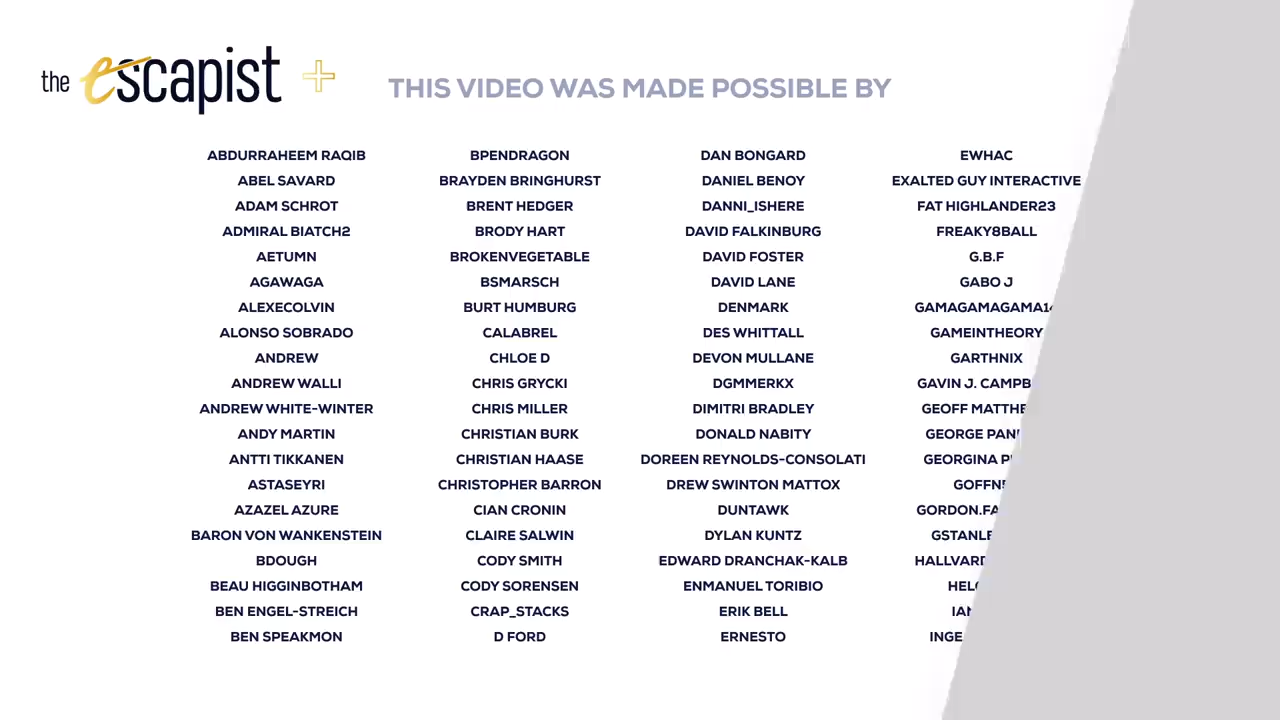 the escapist +
THIS VIDEO WAS MADE POSSIBLE BY
ABDURRAHEEM RAQIB
ABEL SAVARD
ADAM SCHROT
ADMIRAL BIATCH2
AETUMN
AGAWAGA
ALEXECOLVIN
ALONSO SOBRADO
ANDREW
ANDREW WALLI
ANDREW WHITE-WINTER
ANDY MARTIN
ANTTI TIKKANEN
ASTASEYRI
AZAZEL AZURE
BARON VON WANKENSTEIN
BDOUGH
BEAU HIGGINBOTHAM
BEN ENGEL-STREICH
BEN SPEAKMON
BPENDRAGON
BRAYDEN BRINGHURST
BRENT HEDGER
BRODY HART
BROKENVEGETABLE
BSMARSCH
BURT HUMBURG
CALABREL
CHLOE D
CHRIS GRYCKI
CHRIS MILLER
CHRISTIAN BURK
CHRISTIAN HAASE
CHRISTOPHER BARRON
CIAN CRONIN
CLAIRE SALWIN
CODY SMITH
CODY SORENSEN
CRAP_STACKS
D FORD
DAN BONGARD
DANIEL BENOY
DANNI_ISHERE
DAVID FALKINBURG
DAVID FOSTER
DAVID LANE
DENMARK
DES WHITTALL
DEVON MULLANE
DGMMERKX
DIMITRI BRADLEY
DONALD NABITY
DOREEN REYNOLDS-CONSOLATI
DREW SWINTON MATTOX
DUNTAWK
DYLAN KUNTZ
EDWARD DRANCHAK-KALB
ENMANUEL TORIBIO
ERIK BELL
ERNESTO
EWHAC
EXALTED GUY INTERACTIVE
FAT HIGHLANDER23
FREAKY8BALL
G.B.F
GABO J
GAMEINTHEORY
GARTHNIX
GAVIN J.
GEOFF
GEORGE
GEORGINA